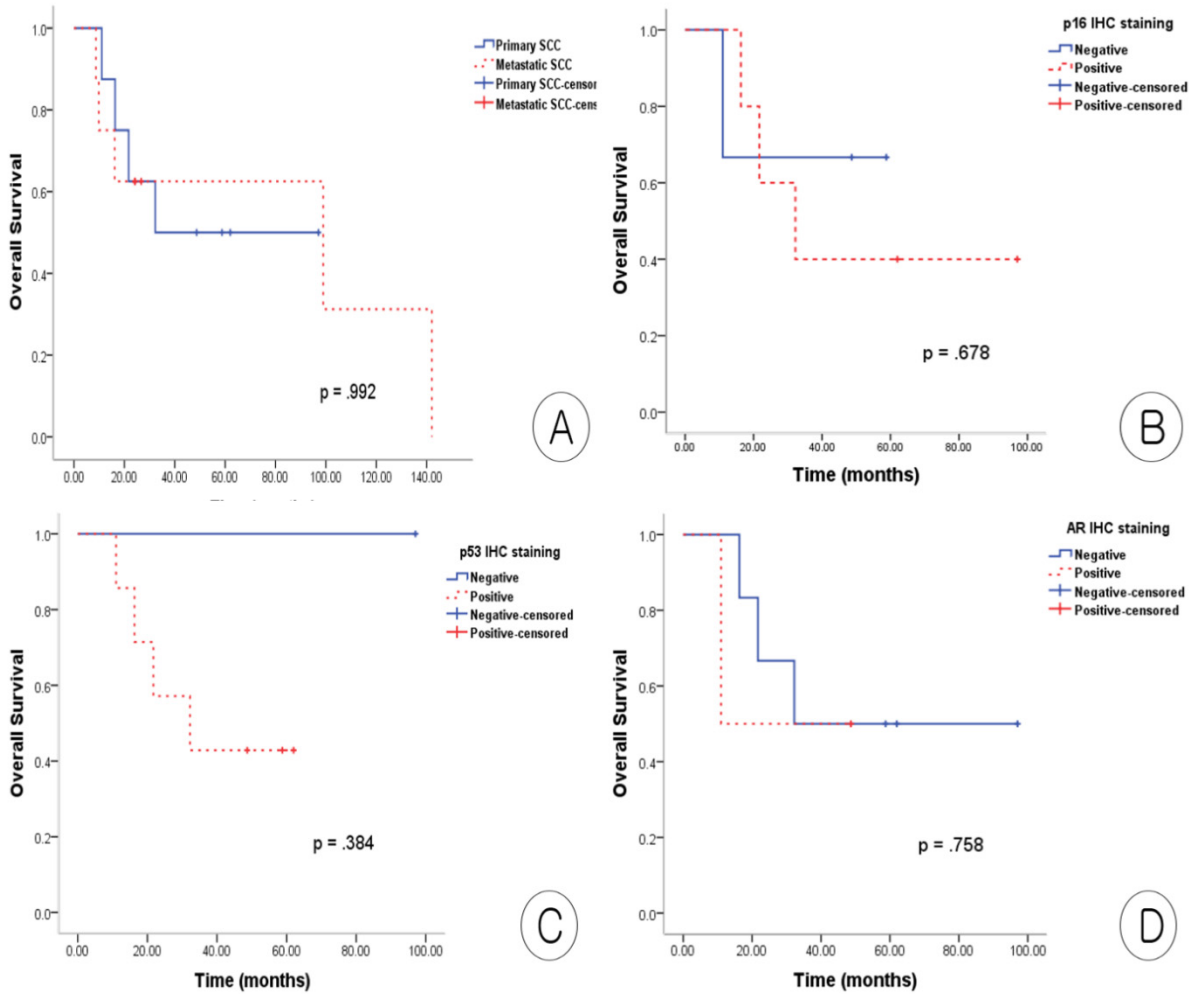 Primary SCC
Metastatic SCC
Primary SCC-censor
Metastatic SCC-cens
Overall Survival
1.0
0.8
0.6
0.4
0.2
0.0
0.00 20.00 40.00 60.00 80.00 100.00 120.00 140.00
p = .992
A
p16 IHC staining
Negative
Positive
Negative-censored
Positive-censored
Overall Survival
1.0
0.8
0.6
0.4
0.2
0.0
0.00 20.00 40.00 60.00 80.00 100.00
Time (months)
p = .678
B
p53 IHC staining
Negative
Positive
Negative-censored
Positive-censored
Overall Survival
1.0
0.8
0.6
0.4
0.2
0.0
0.00 20.00 40.00 60.00 80.00 100.00
Time (months)
p = .384
C
AR IHC staining
Negative
Positive
Negative-censored
Positive-censored
Overall Survival
1.0
0.8
0.6
0.4
0.2
0.0
0.00 20.00 40.00 60.00 80.00 100.00
Time (months)
p = .758
D